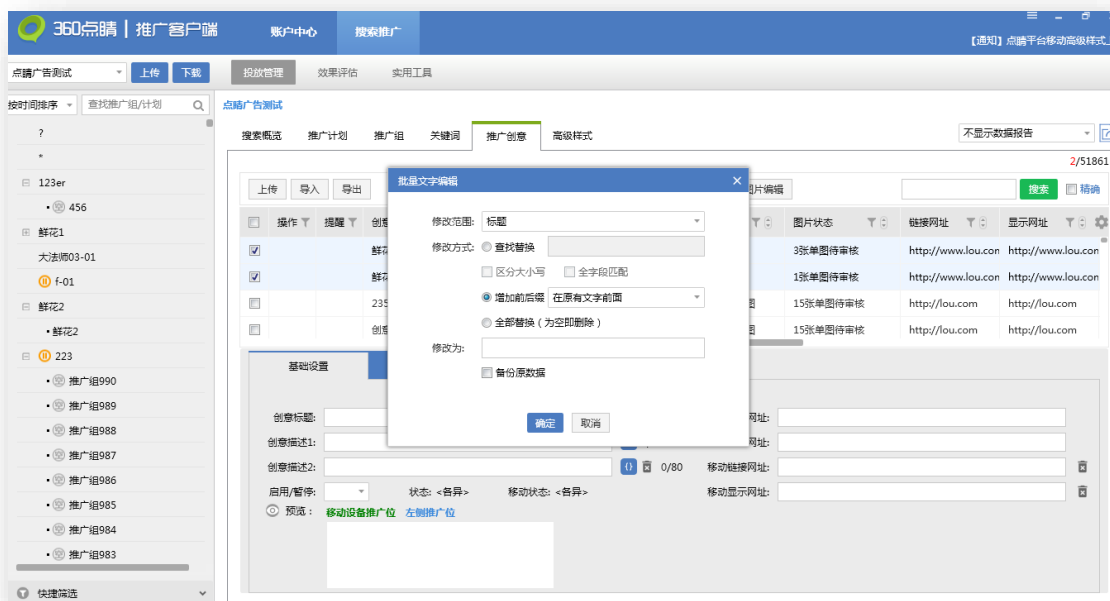 360点睛 | 推广客户端
账户中心
搜索推广
【通知】点睛平台移动高级样式上
点睛广告测试
上传
下载
投放管理
效果评估
实用工具
按时间排序
查找推广组/计划
点睛广告测试
?
*
123er
456
鲜花1
大法师03-01
f-01
鲜花2
鲜花2
223
推广组990
推广组989
推广组988
推广组987
推广组986
推广组985
推广组984
推广组983
快捷筛选
搜索概览
推广计划
推广组
关键词
推广创意
高级样式
不显示数据报告
2/51861
上传
导入
导出
图片编辑
搜索
精确
操作
提醒
创意
图片状态
链接网址
显示网址
鲜花
3张单图待审核
http://www.lou.con
http://www.lou.con
鲜花
1张单图待审核
http://www.lou.con
http://www.lou.con
235
15张单图待审核
http://lou.com
http://lou.com
创意
15张单图待审核
http://lou.com
http://lou.com
批量文字编辑
修改范围:
标题
修改方式:
查找替换
区分大小写
全字段匹配
增加前后缀
在原有文字前面
全部替换（为空即删除）
修改为:
备份原数据
确定
取消
基础设置
创意标题:
网址:
创意描述1:
网址:
创意描述2:
{}
0/80
移动链接网址:
启用/暂停:
状态: <各异>
移动状态: <各异>
移动显示网址:
预览：
移动设备推广位
左侧推广位